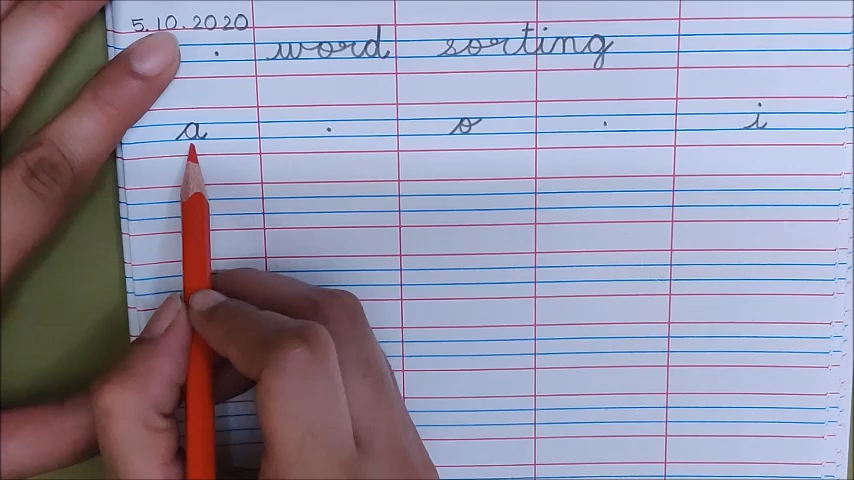 5.10.2020
. word sorting
a . o . i